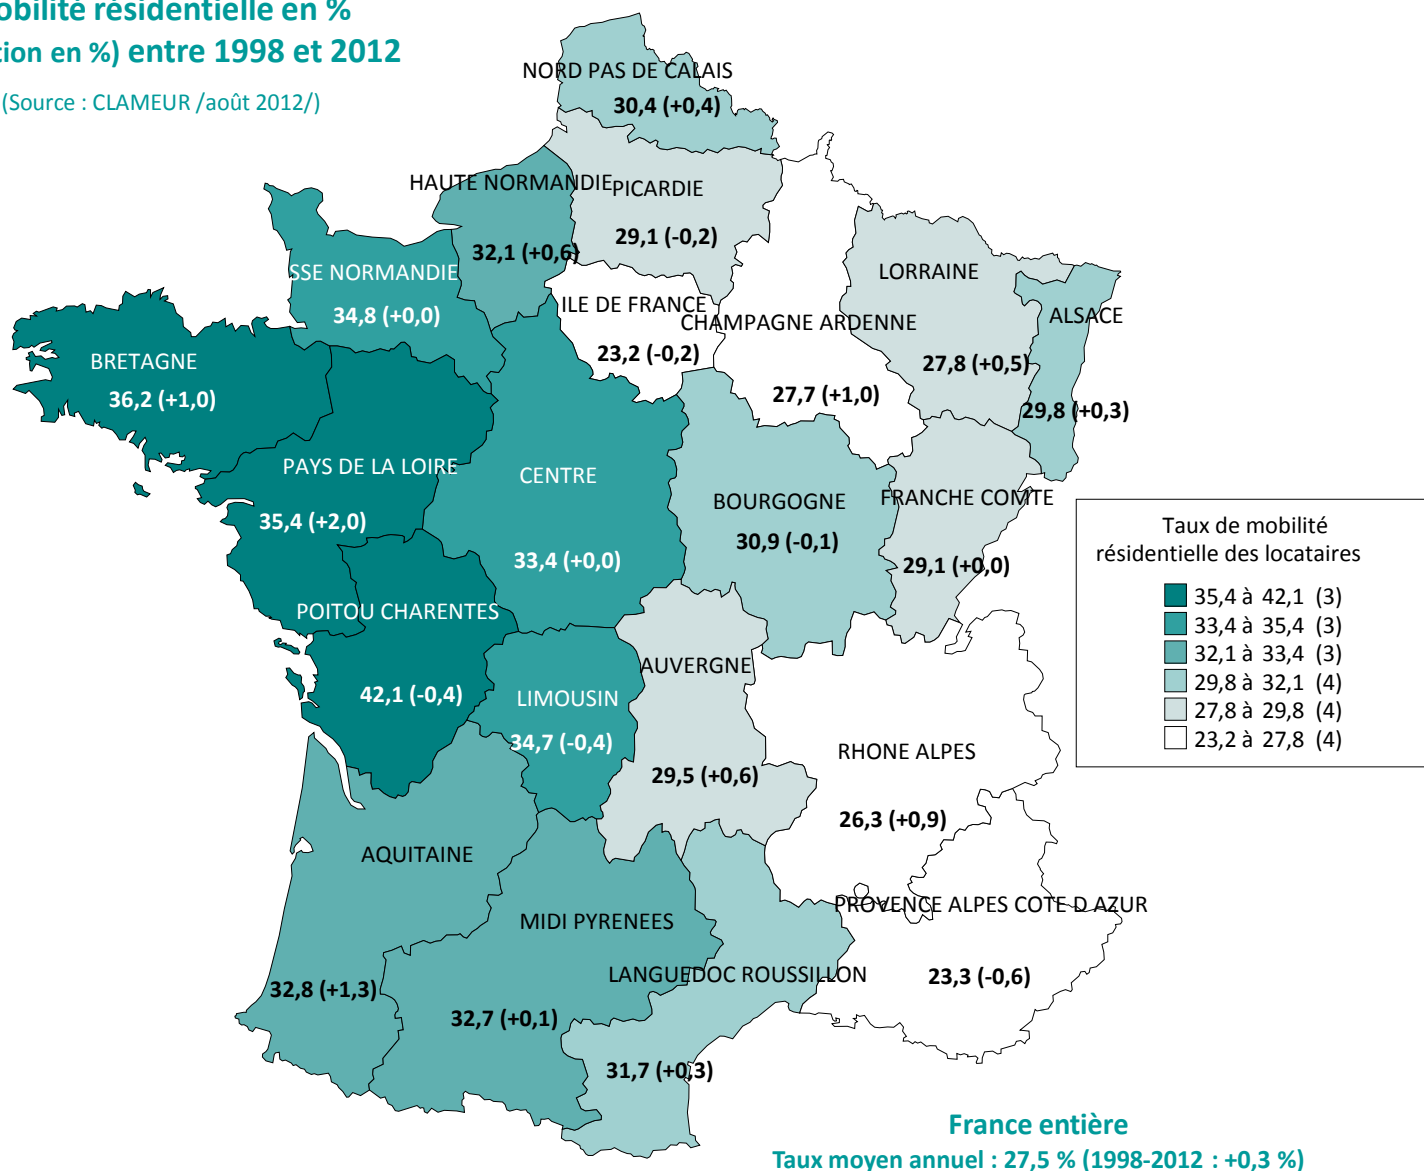 obilité résidentielle en %
tion en %) entre 1998 et 2012
(Source : CLAMEUR /août 2012/)
NORD PAS DE CALAIS
30,4 (+0,4)
HAUTE NORMANDIE
32,1 (+0,6)
PICARDIE
29,1 (-0,2)
SSE NORMANDIE
34,8 (+0,0)
ILE DE FRANCE
23,2 (-0,2)
CHAMPAGNE ARDENNE
27,7 (+1,0)
LORRAINE
27,8 (+0,5)
ALSACE
29,8 (+0,3)
BRETAGNE
36,2 (+1,0)
PAYS DE LA LOIRE
35,4 (+2,0)
CENTRE
33,4 (+0,0)
BOURGOGNE
30,9 (-0,1)
FRANCHE COMTE
29,1 (+0,0)
POITOU CHARENTES
42,1 (-0,4)
LIMOUSIN
34,7 (-0,4)
AUVERGNE
29,5 (+0,6)
RHONE ALPES
26,3 (+0,9)
AQUITAINE
32,8 (+1,3)
MIDI PYRENEES
32,7 (+0,1)
LANGUEDOC ROUSSILLON
31,7 (+0,3)
PROVENCE ALPES COTE D AZUR
23,3 (-0,6)
Taux de mobilité
résidentielle des locataires
35,4 à 42,1 (3)
33,4 à 35,4 (3)
32,1 à 33,4 (3)
29,8 à 32,1 (4)
27,8 à 29,8 (4)
23,2 à 27,8 (4)
France entière
Taux moyen annuel : 27,5 % (1998-2012 : +0,3 %)